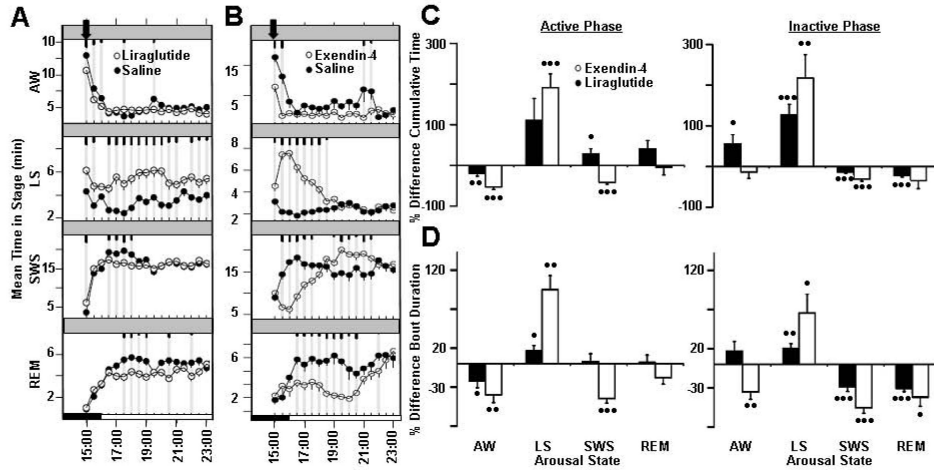 A
B
C
D
Active Phase
Inactive Phase
Liraglutide
Saline
Exendin-4
Saline
Exendin-4
Liraglutide
Mean Time in Stage (min)
AW
LS
SWS
REM
10
10
5
6
4
2
15
5
6
4
2
15
5
8
6
4
2
15
5
6
4
2
15:00
17:00
19:00
21:00
23:00
15:00
17:00
19:00
21:00
23:00
% Difference Cumulative Time
300
100
-100
300
100
-100
% Difference Bout Duration
120
20
-30
120
20
-30
AW LS SWS REM
Arousal State
AW LS SWS REM
Arousal State